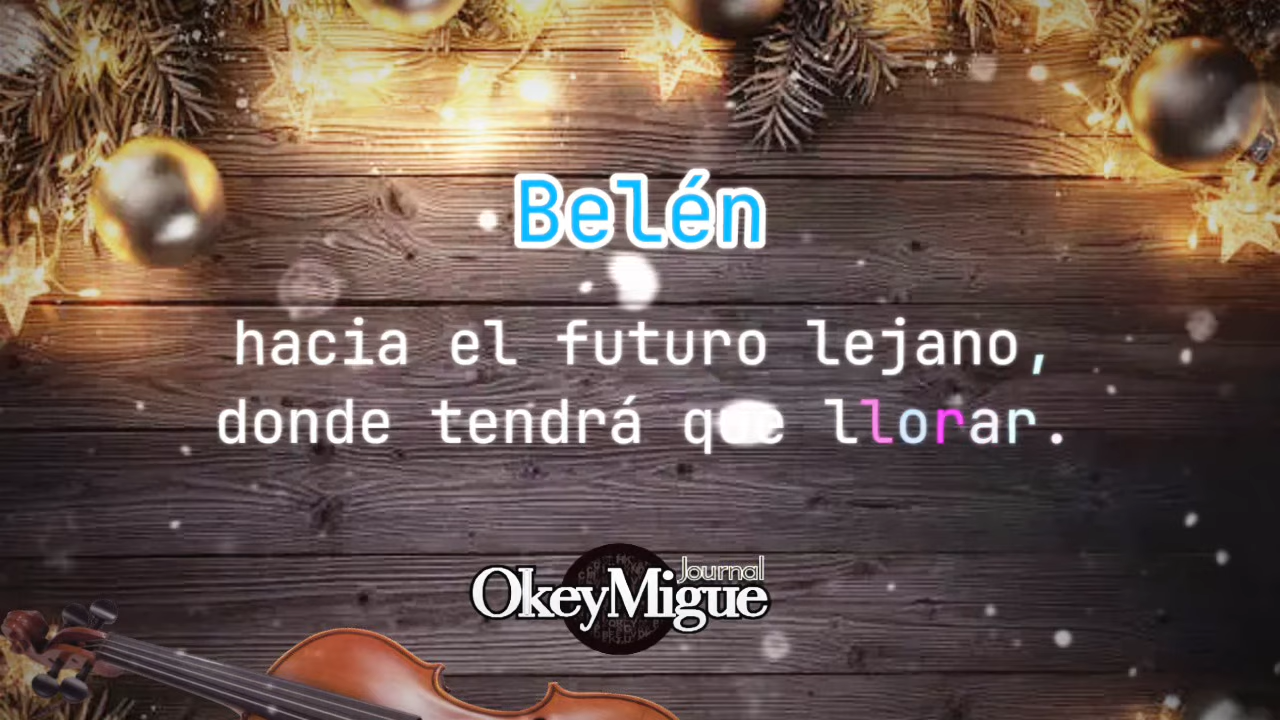 Belén
hacia el futuro lejano,
donde tendrá que llorar.
Journal
OkeyMigue